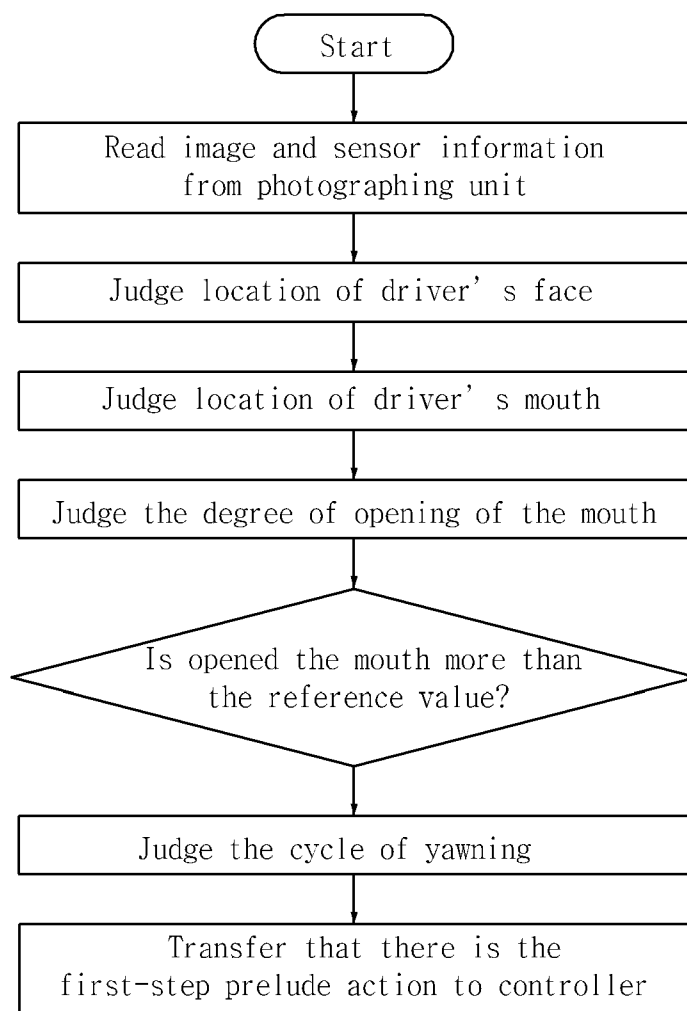 Start
Read image and sensor information
from photographing unit
Judge location of driver's face
Judge location of driver's mouth
Judge the degree of opening of the mouth
Is opened the mouth more than
the reference value?
Judge the cycle of yawning
Transfer that there is the
first-step prelude action to controller